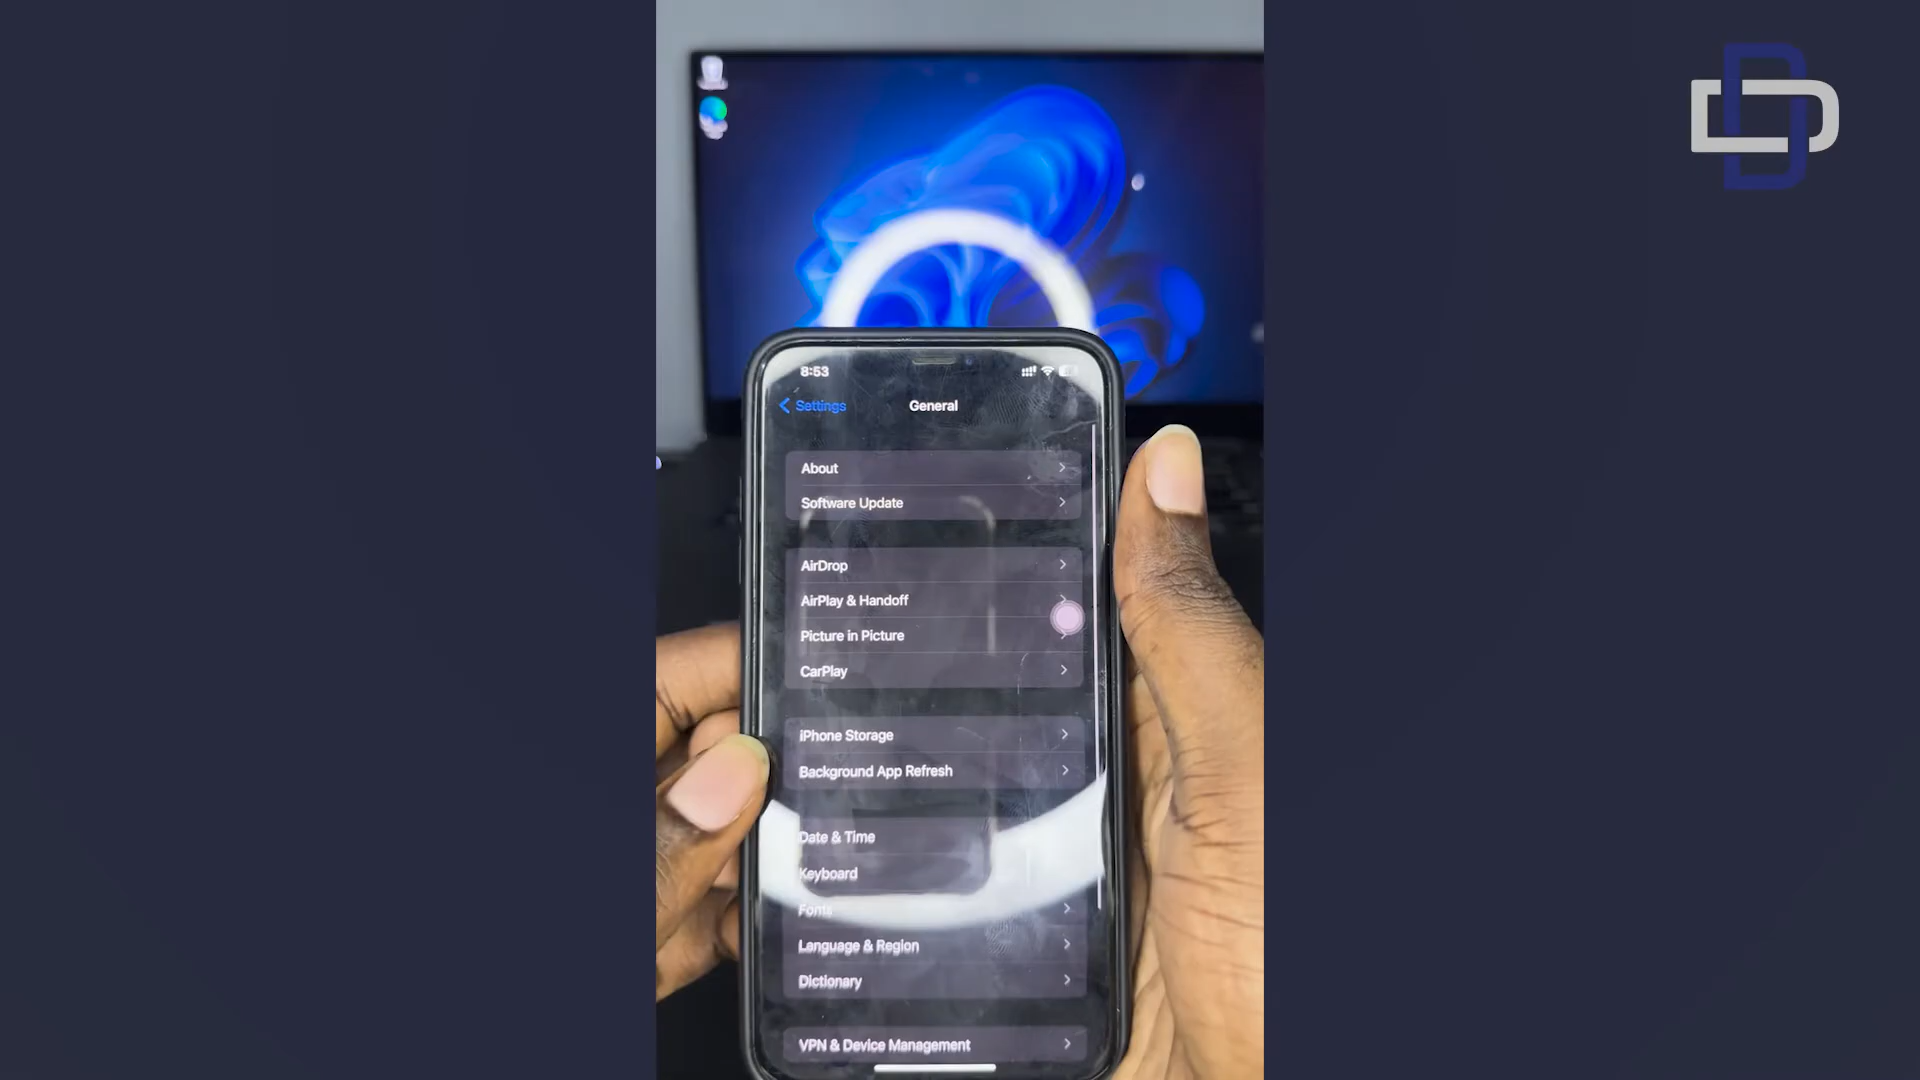 8:53
Settings
General
About
Software Update
AirDrop
AirPlay & Handoff
Picture in Picture
CarPlay
iPhone Storage
Background App Refresh
Date & Time
Keyboard
Fonts
Language & Region
Dictionary
VPN & Device Management